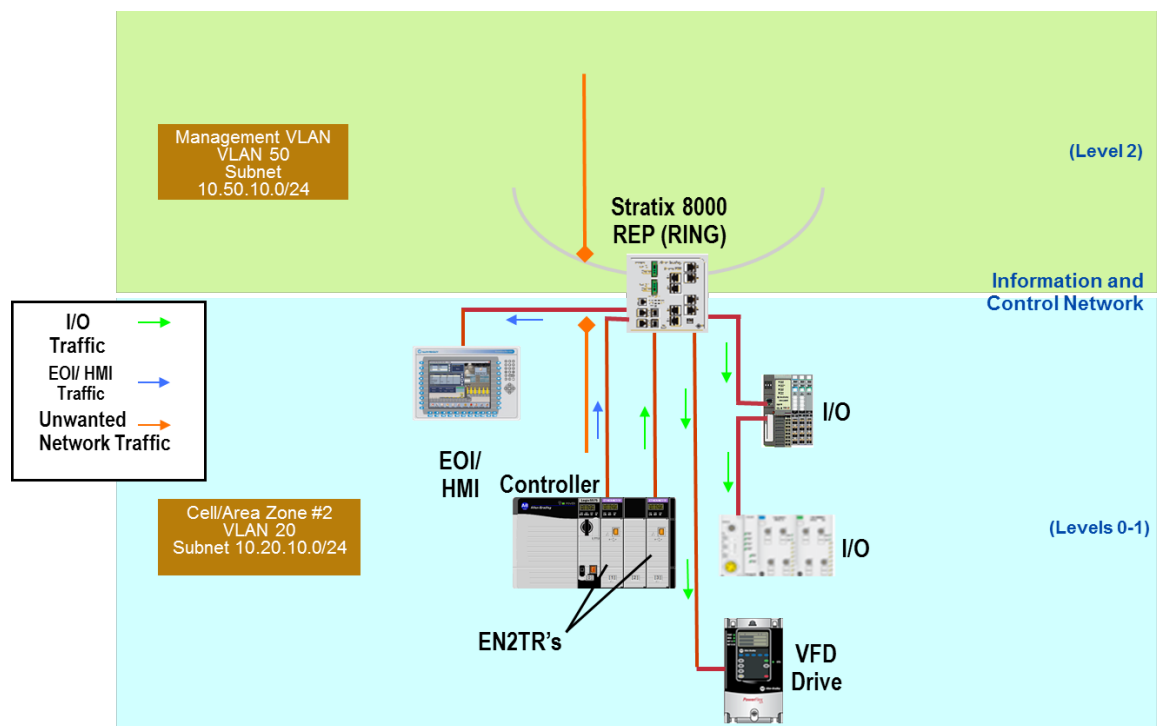 Management VLAN
VLAN 50
Subnet
10.50.10.0/24
(Level 2)
Stratix 8000
REP (RING)
Information and
Control Network
I/O
Traffic
EOI/ HMI
Traffic
Unwanted
Network Traffic
EOI/
HMI
Controller
I/O
I/O
Cell/Area Zone #2
VLAN 20
Subnet 10.20.10.0/24
(Levels 0-1)
EN2TR's
VFD
Drive